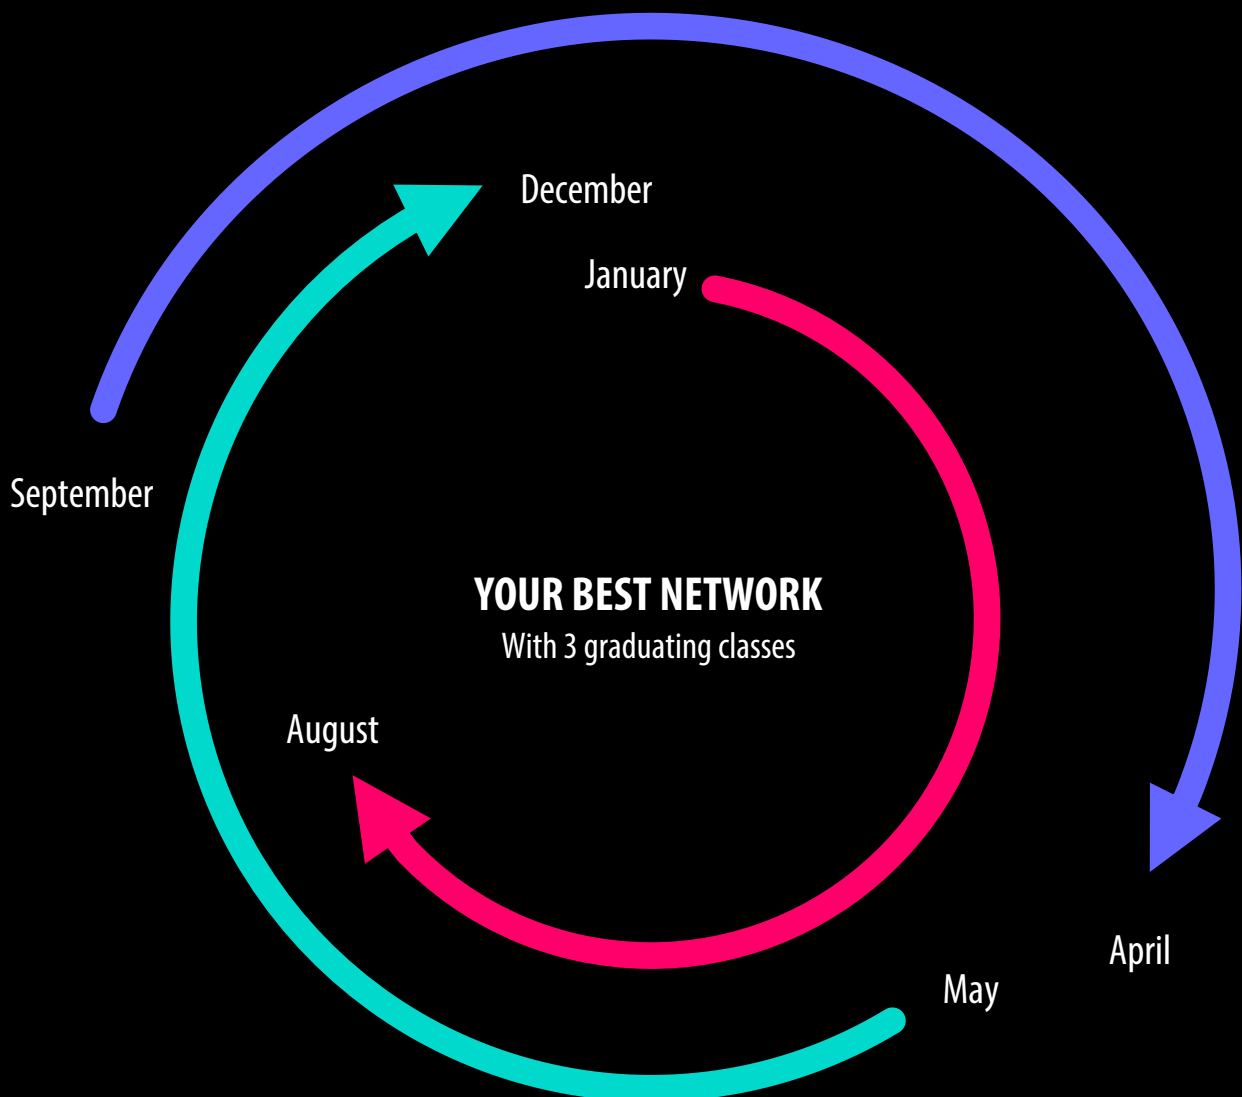 December
January
September
YOUR BEST NETWORK
With 3 graduating classes
August
April
May